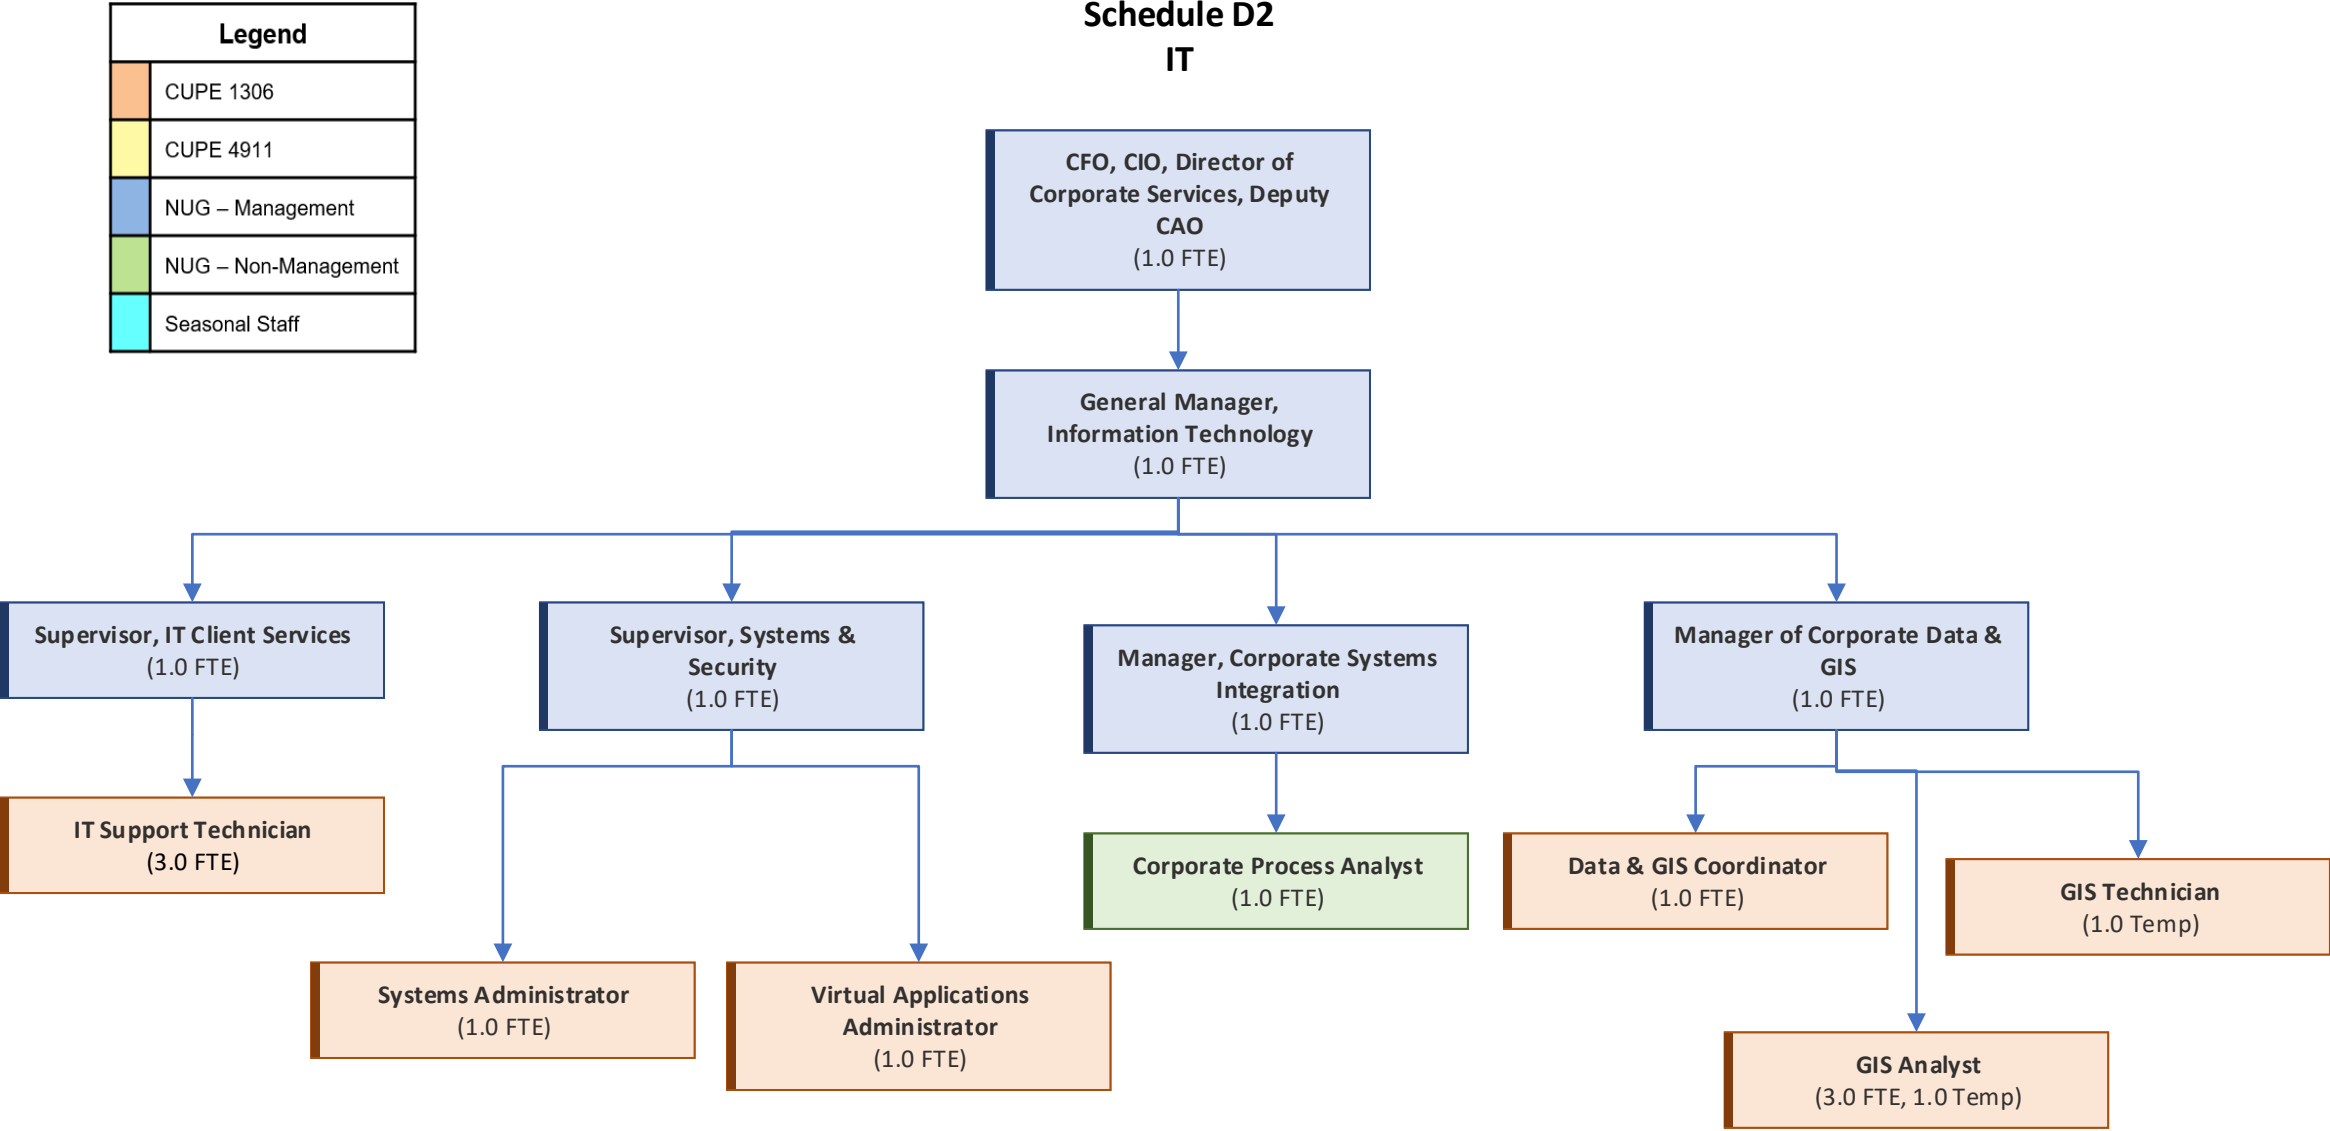 Schedule D2
IT
Legend
CUPE 1306
CUPE 4911
NUG – Management
NUG – Non-Management
Seasonal Staff
CFO, CIO, Director of
Corporate Services, Deputy
CAO
(1.0 FTE)
General Manager,
Information Technology
(1.0 FTE)
Supervisor, IT Client Services
(1.0 FTE)
Supervisor, Systems &
Security
(1.0 FTE)
Manager, Corporate Systems
Integration
(1.0 FTE)
Manager of Corporate Data &
GIS
(1.0 FTE)
IT Support Technician
(3.0 FTE)
Systems Administrator
(1.0 FTE)
Virtual Applications
Administrator
(1.0 FTE)
Corporate Process Analyst
(1.0 FTE)
Data & GIS Coordinator
(1.0 FTE)
GIS Technician
(1.0 Temp)
GIS Analyst
(3.0 FTE, 1.0 Temp)